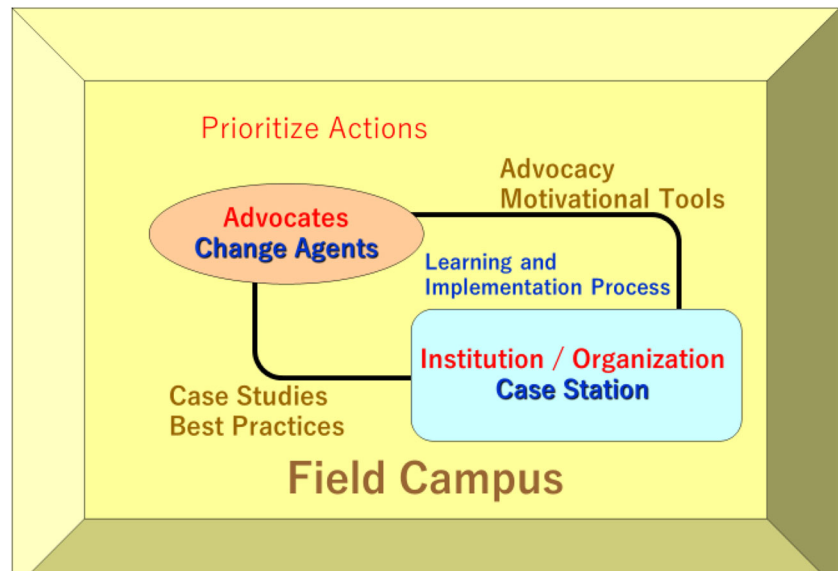 Prioritize Actions
Advocacy
Motivational Tools
Advocates
Change Agents
Learning and
Implementation Process
Institution / Organization
Case Station
Case Studies
Best Practices
Field Campus